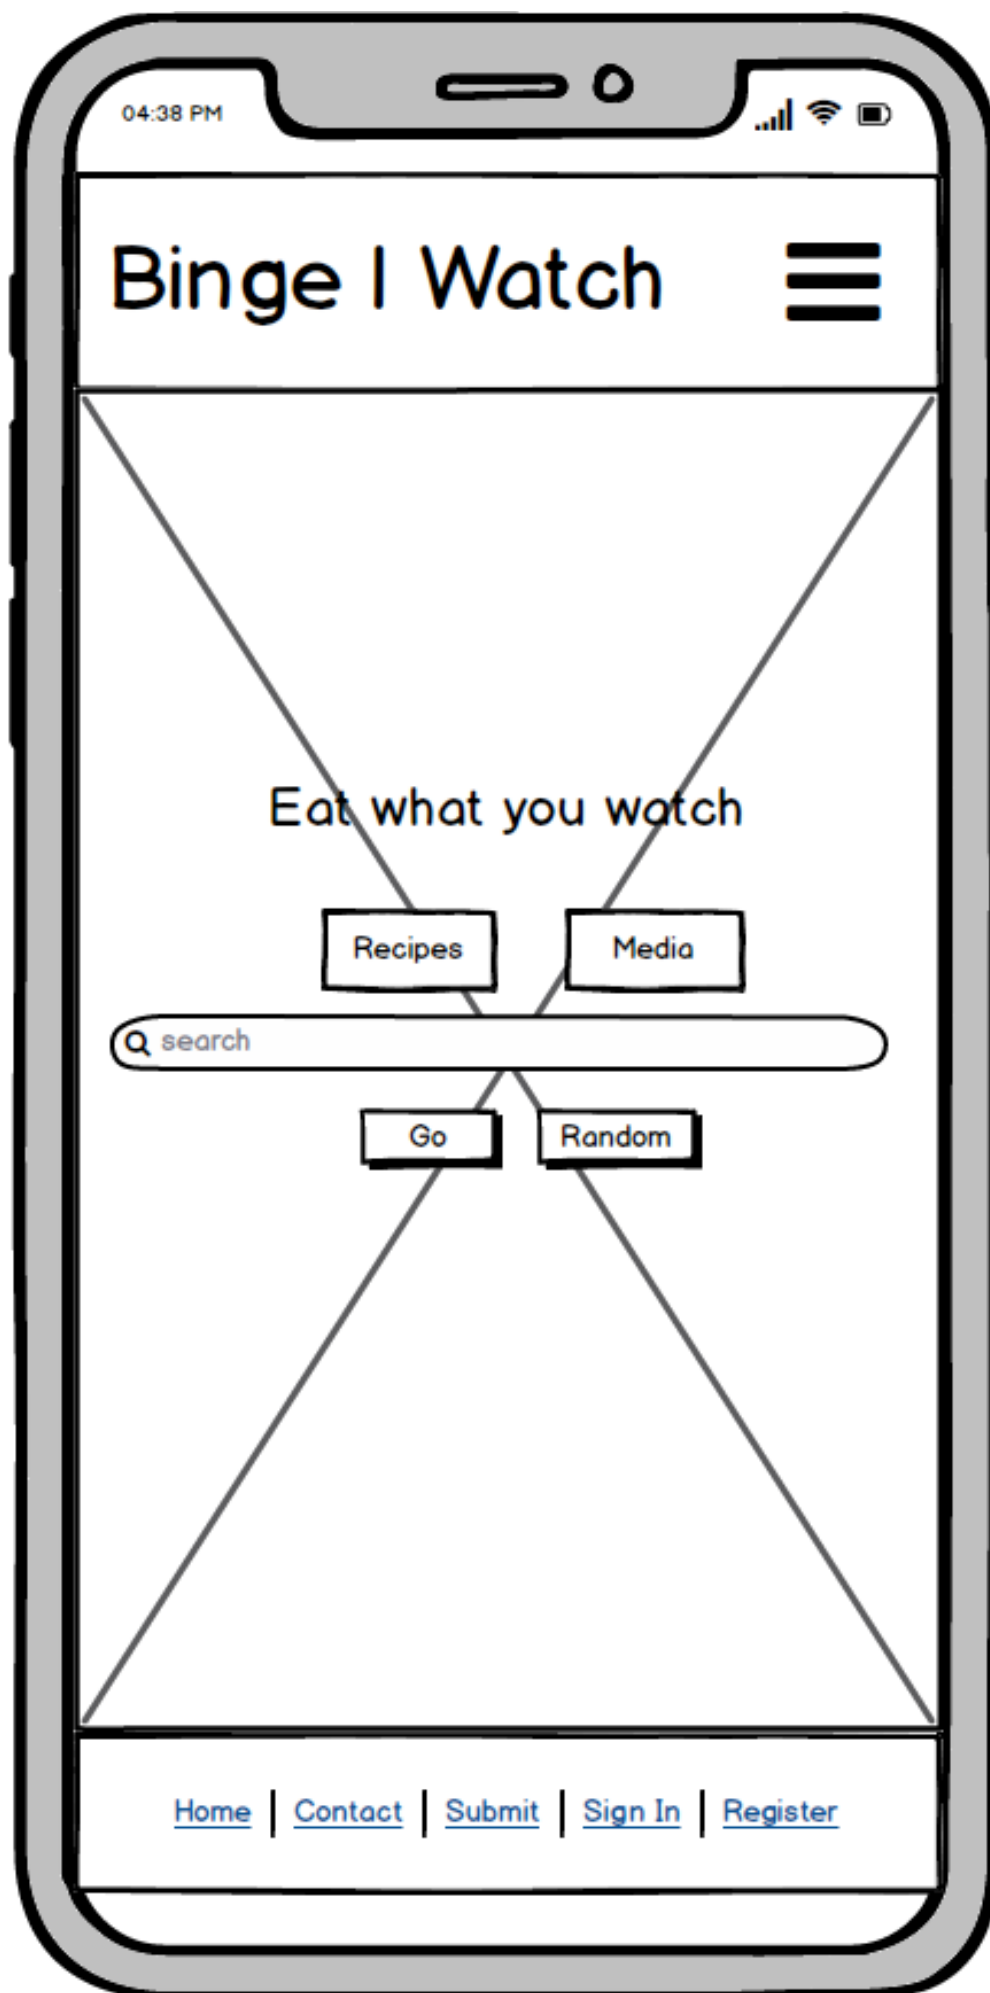 04:38 PM
Binge | Watch
Eat what you watch
Recipes Media
search
Go Random
Home | Contact | Submit | Sign In | Register